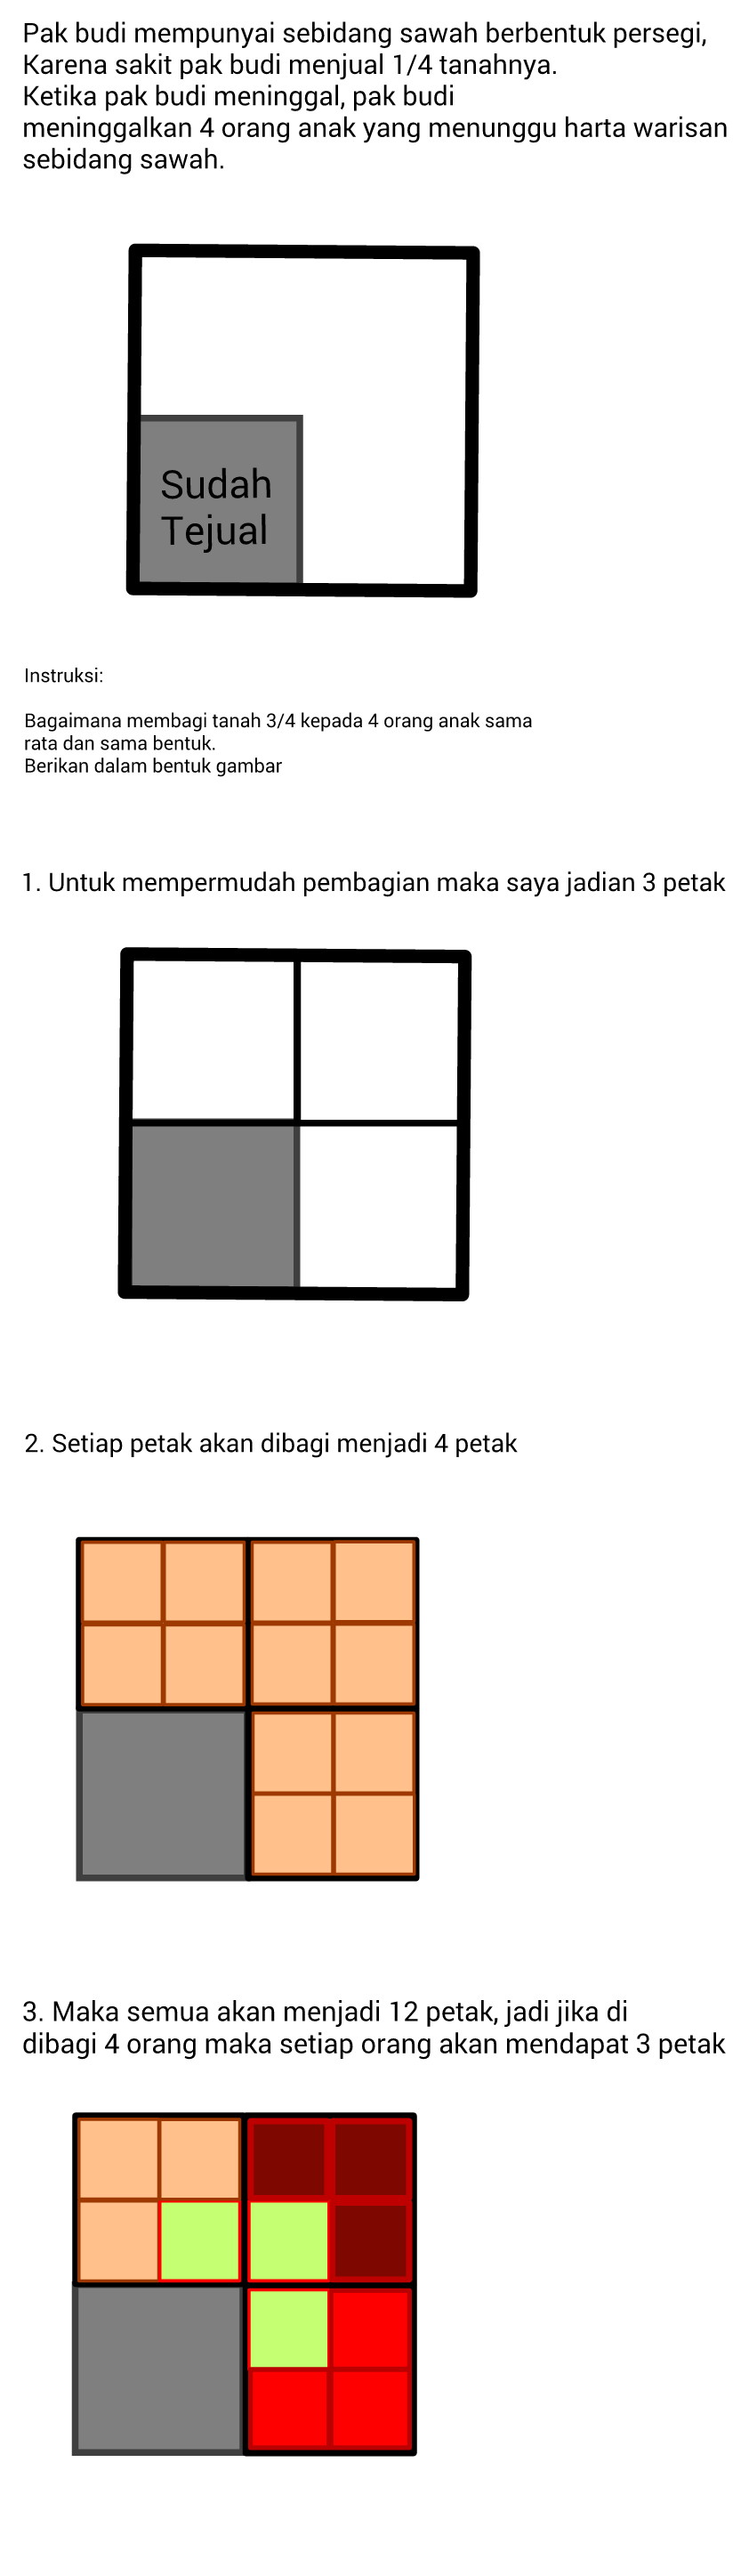 Pak budi mempunyai sebidang sawah berbentuk persegi,
Karena sakit pak budi menjual 1/4 tanahnya.
Ketika pak budi meninggal, pak budi
meninggalkan 4 orang anak yang menunggu harta warisan
sebidang sawah.
Sudah
Tejual
Instruksi:
Bagaimana membagi tanah 3/4 kepada 4 orang anak sama
rata dan sama bentuk.
Berikan dalam bentuk gambar
1. Untuk mempermudah pembagian maka saya jadian 3 petak
2. Setiap petak akan dibagi menjadi 4 petak
3. Maka semua akan menjadi 12 petak, jadi jika di
dibagi 4 orang maka setiap orang akan mendapat 3 petak